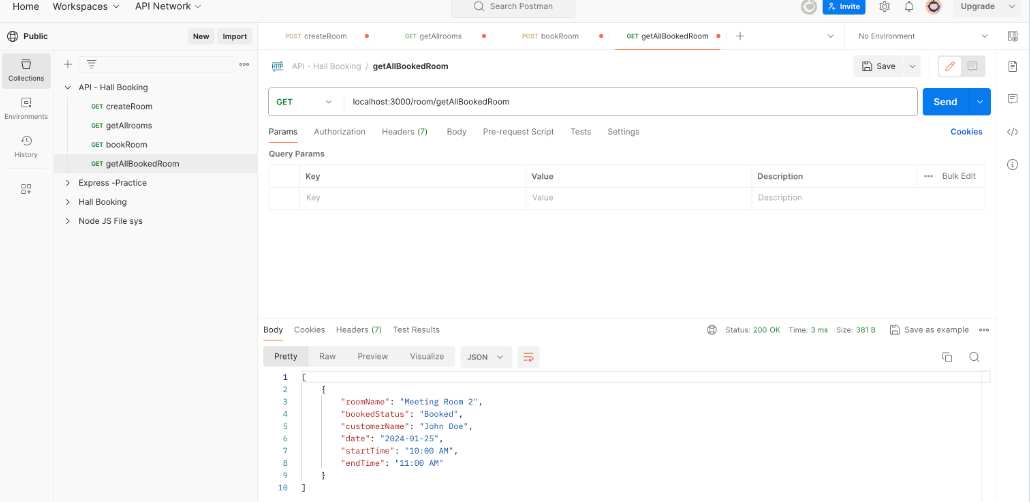 Home Workspaces API Network Search Postman Invite Upgrade
Public New Import POST createRoom GET getAllrooms POST bookRoom GET getAllBookedRoom No Environment
API - Hall Booking / getAllBookedRoom Save
Collections
API - Hall Booking
GET createRoom
GET getAllrooms
GET bookRoom
GET getAllBookedRoom
Express -Practice
Hall Booking
Node JS File sys
Environments
History
GET localhost:3000/room/getAllBookedRoom Send
Params Authorization Headers (7) Body Pre-request Script Tests Settings Cookies
Query Params
Key Value Description Bulk Edit
Key Value Description
Body Cookies Headers (7) Test Results Status: 200 OK Time: 3 ms Size: 381 B Save as example
Pretty Raw Preview Visualize JSON
1 [
2 {
3 "roomName": "Meeting Room 2",
4 "bookedStatus": "Booked",
5 "customerName": "John Doe",
6 "date": "2024-01-25",
7 "startTime": "10:00 AM",
8 "endTime": "11:00 AM"
9 }
10 ]